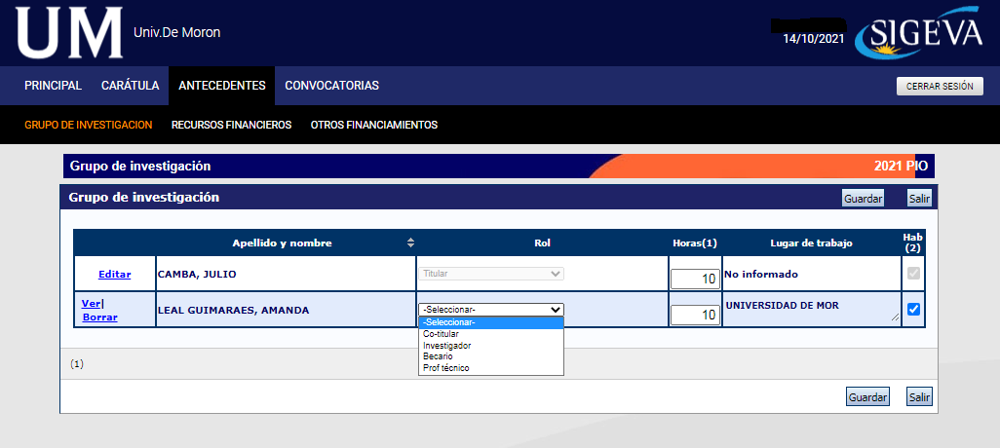 UM
Univ.De Moron
14/10/2021
SIGEVA
PRINCIPAL CARÁTULA ANTECEDENTES CONVOCATORIAS
CERRAR SESIÓN
GRUPO DE INVESTIGACION RECURSOS FINANCIEROS OTROS FINANCIAMIENTOS
Grupo de investigación 2021 PIO
Grupo de investigación Guardar Salir
Apellido y nombre Rol Horas(1) Lugar de trabajo Hab (2)
Editar CAMBA, JULIO Titular 10 No informado
Ver| Borrar LEAL GUIMARAES, AMANDA -Seleccionar- 10 UNIVERSIDAD DE MOR
-Seleccionar-
Co-titular
Investigador
Becario
Prof técnico
(1)
Guardar Salir